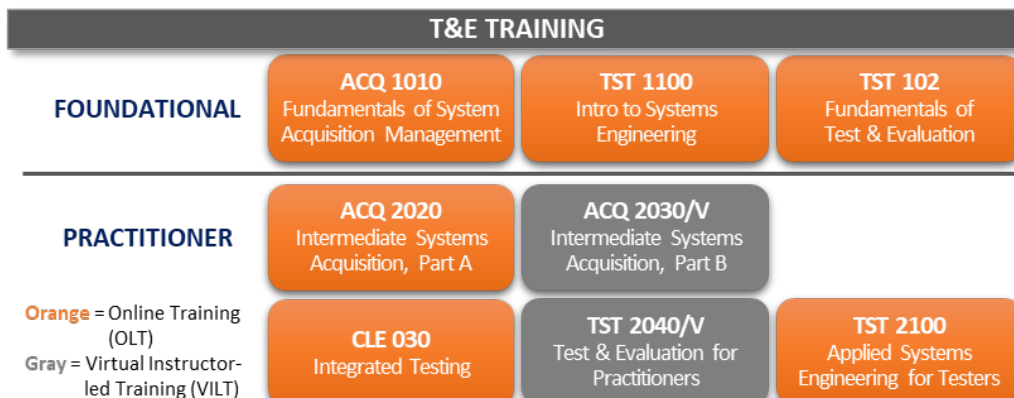 T&E TRAINING
FOUNDATIONAL
ACQ 1010
Fundamentals of System
Acquisition Management
TST 1100
Intro to Systems
Engineering
TST 102
Fundamentals of
Test & Evaluation
PRACTITIONER
ACQ 2020
Intermediate Systems
Acquisition, Part A
ACQ 2030/V
Intermediate Systems
Acquisition, Part B
Orange = Online Training
(OLT)
Gray = Virtual Instructor-
led Training (VILT)
CLE 030
Integrated Testing
TST 2040/V
Test & Evaluation for
Practitioners
TST 2100
Applied Systems
Engineering for Testers